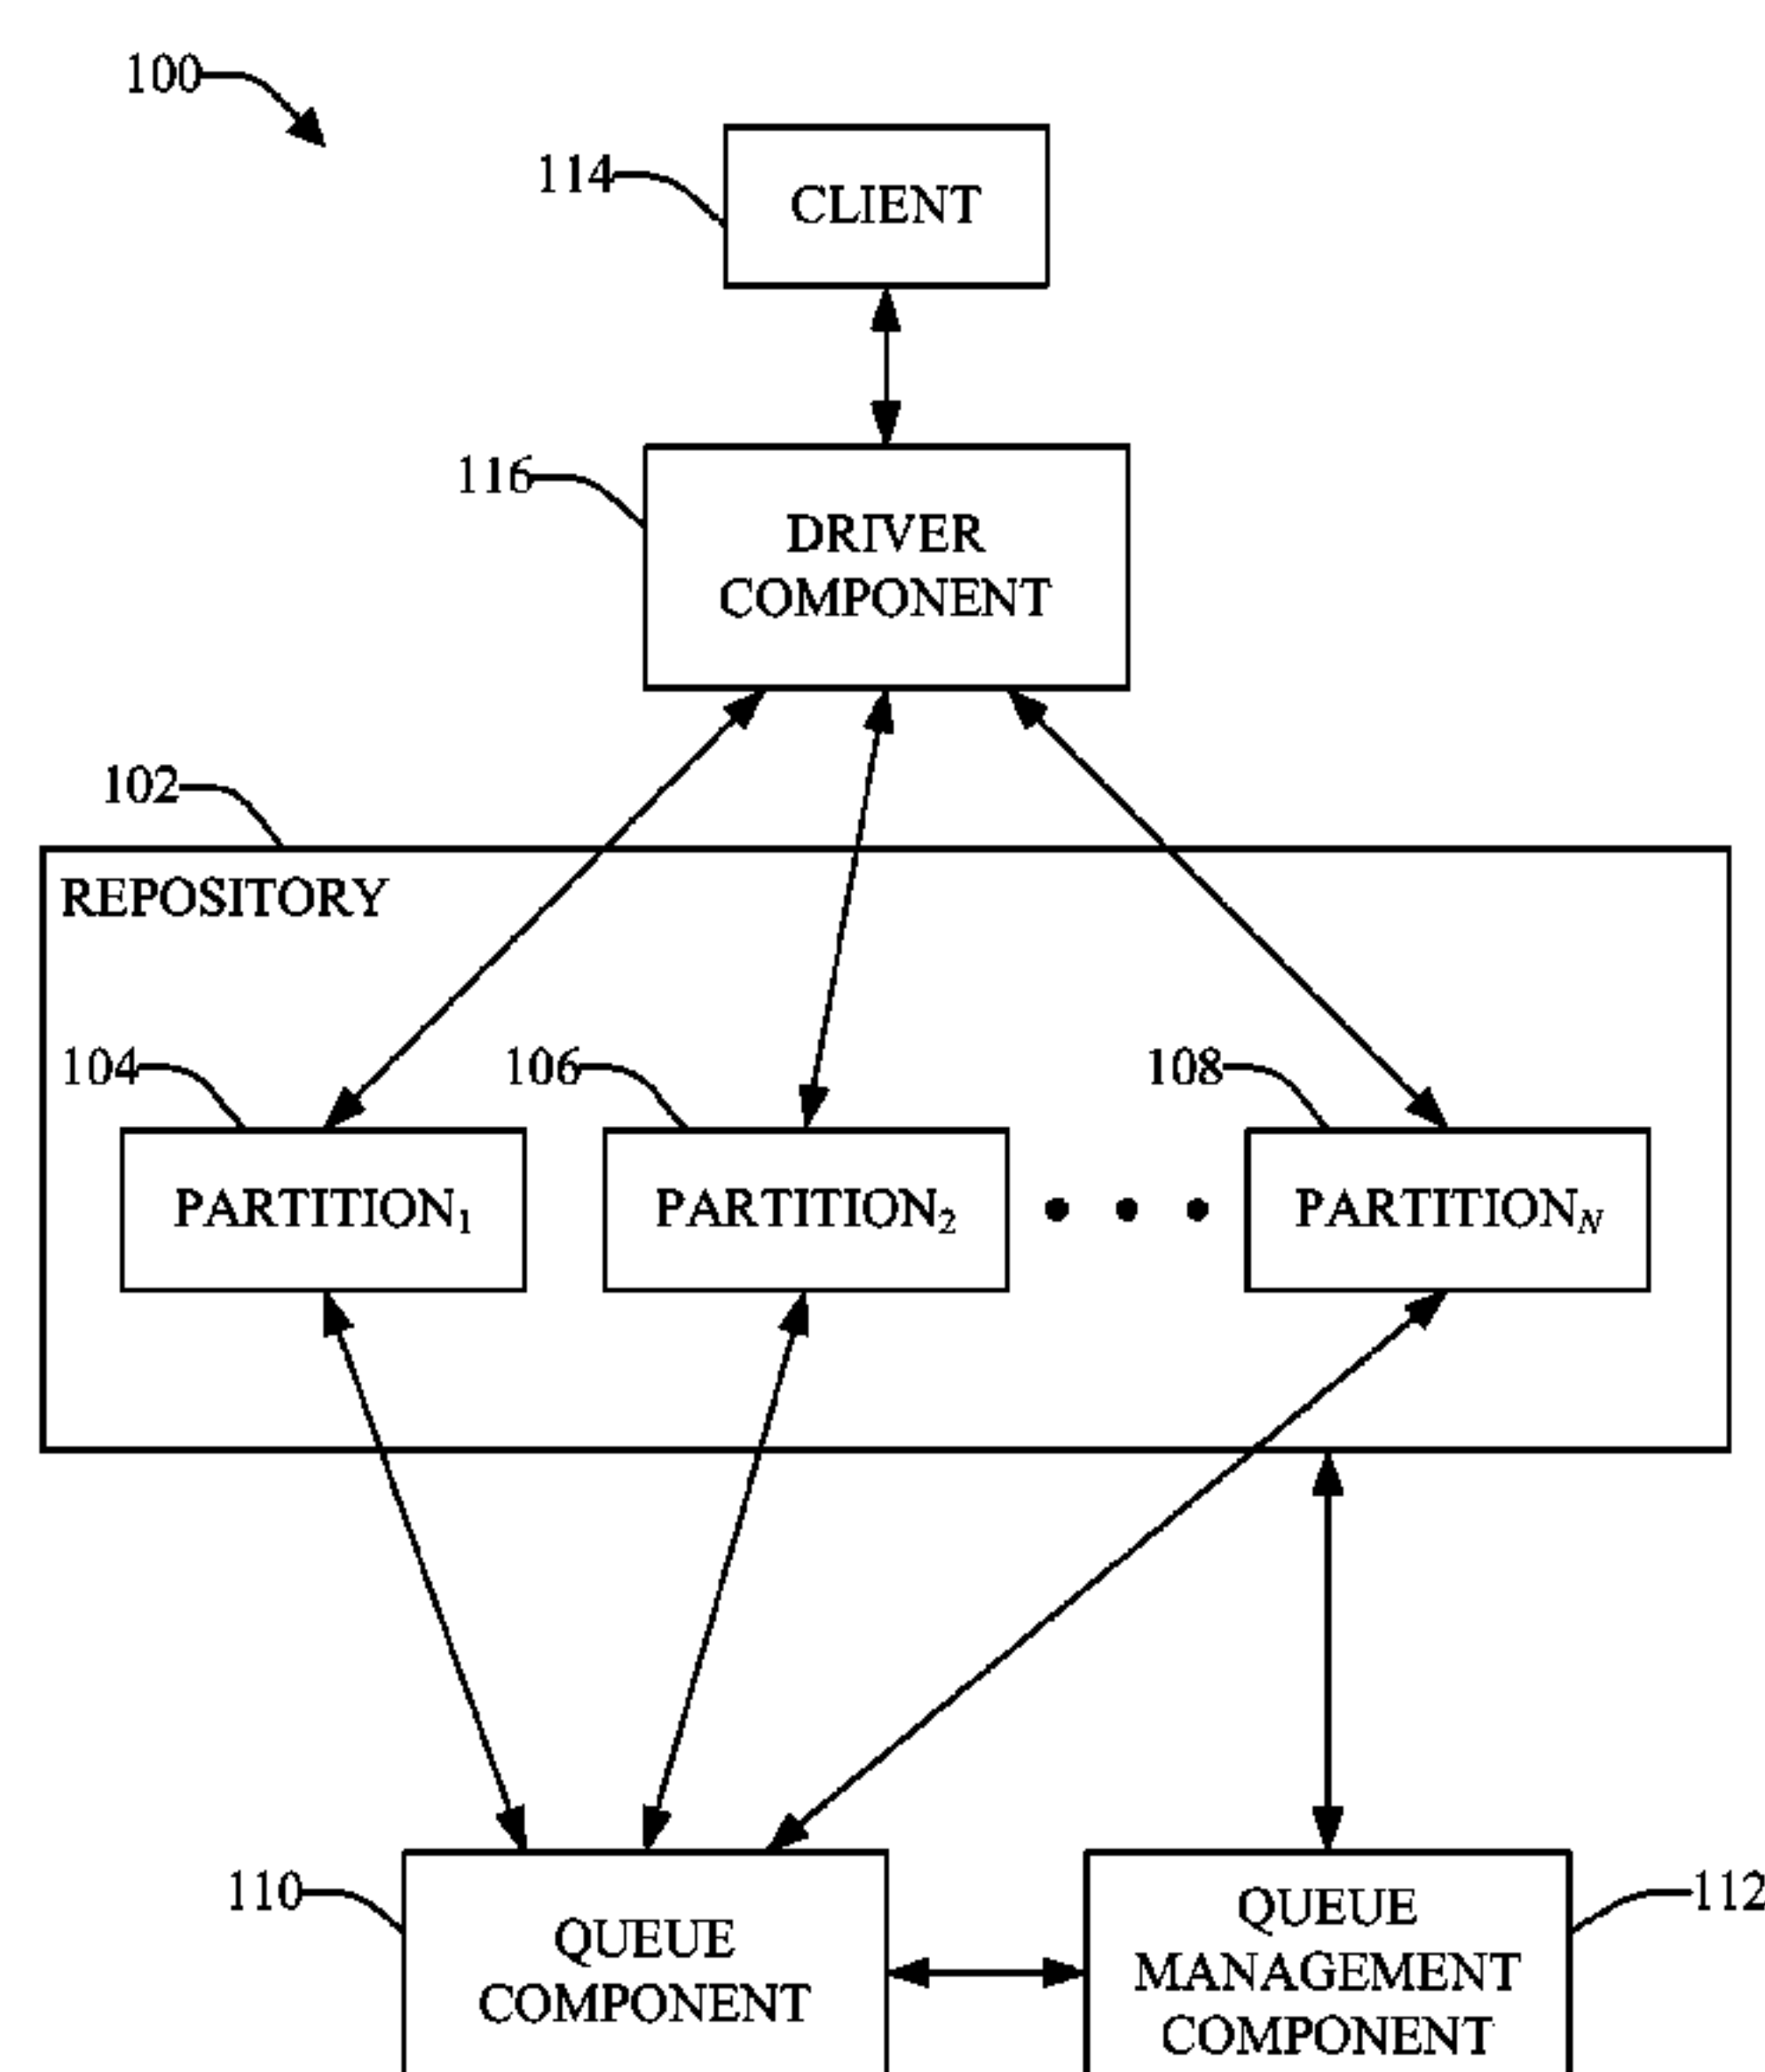 100
114
CLIENT
116
DRIVER
COMPONENT
102
REPOSITORY
104
106
108
PARTITION₁
PARTITION₂
PARTITION_N
110
QUEUE
COMPONENT
QUEUE
MANAGEMENT
COMPONENT
112